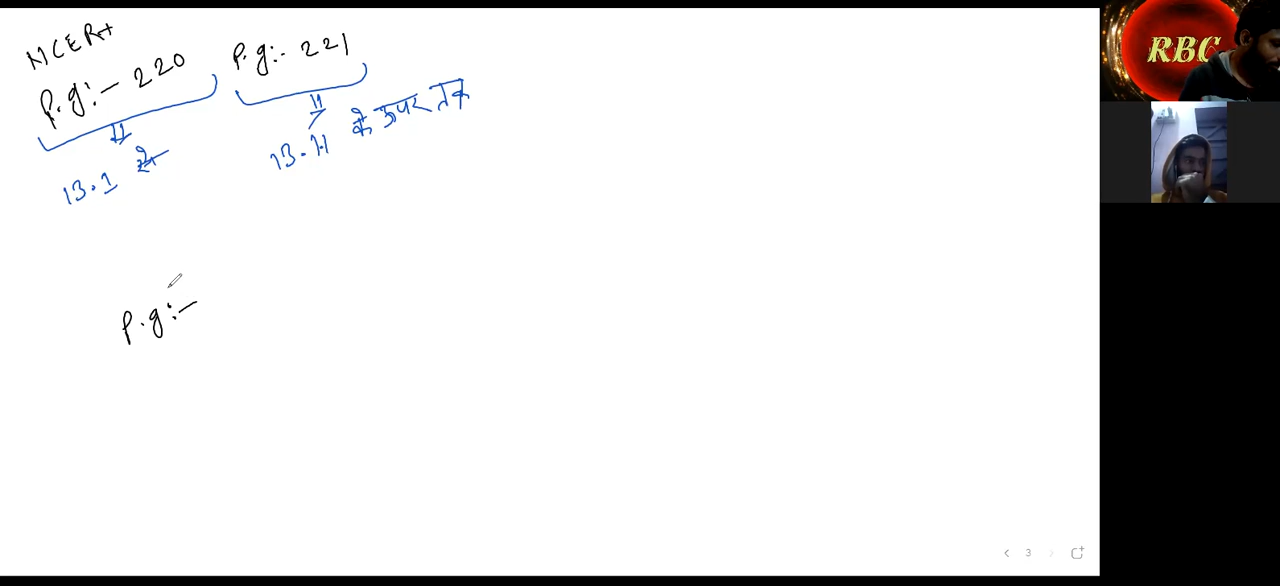 NCERT
P.g:- 220 P.g:- 221
13.1 से 13.11 के ऊपर तक
P.g:-
RBC
3